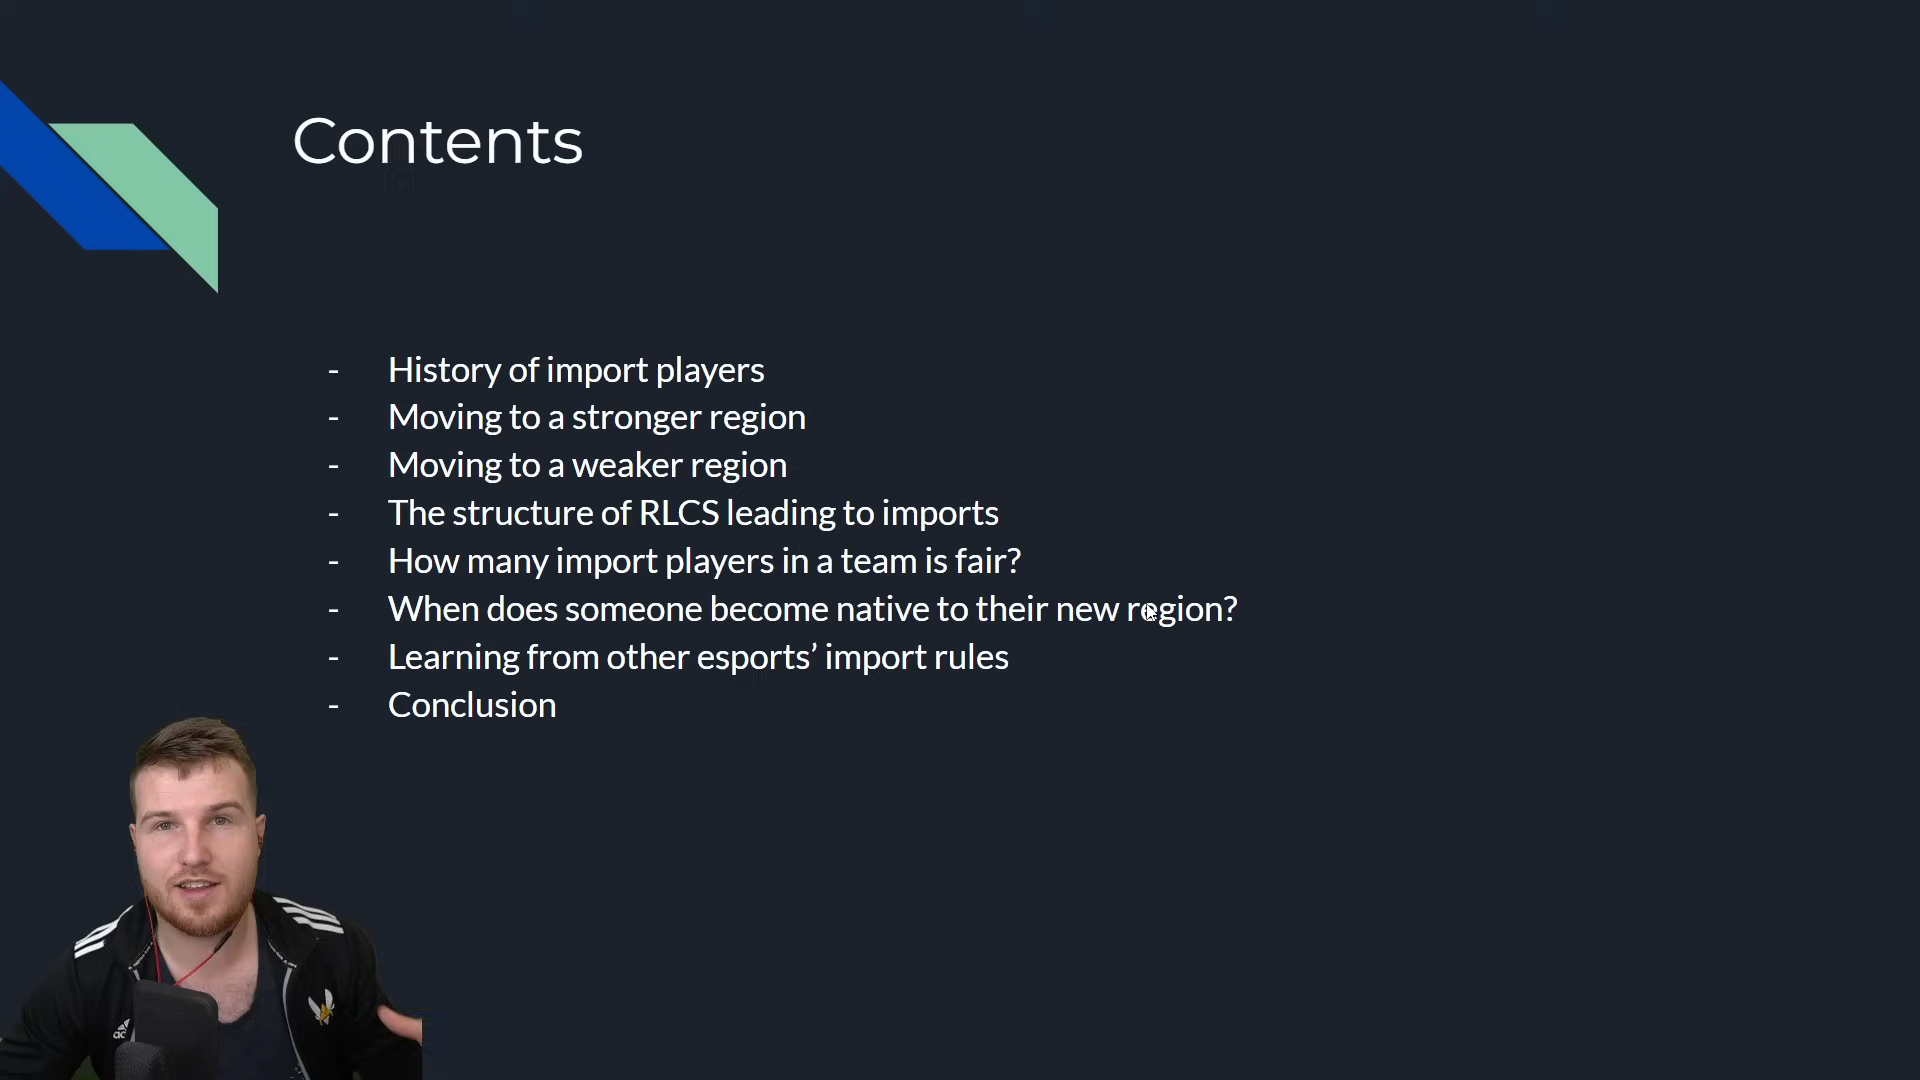 Contents
- History of import players
- Moving to a stronger region
- Moving to a weaker region
- The structure of RLCS leading to imports
- How many import players in a team is fair?
- When does someone become native to their new region?
- Learning from other esports’ import rules
- Conclusion